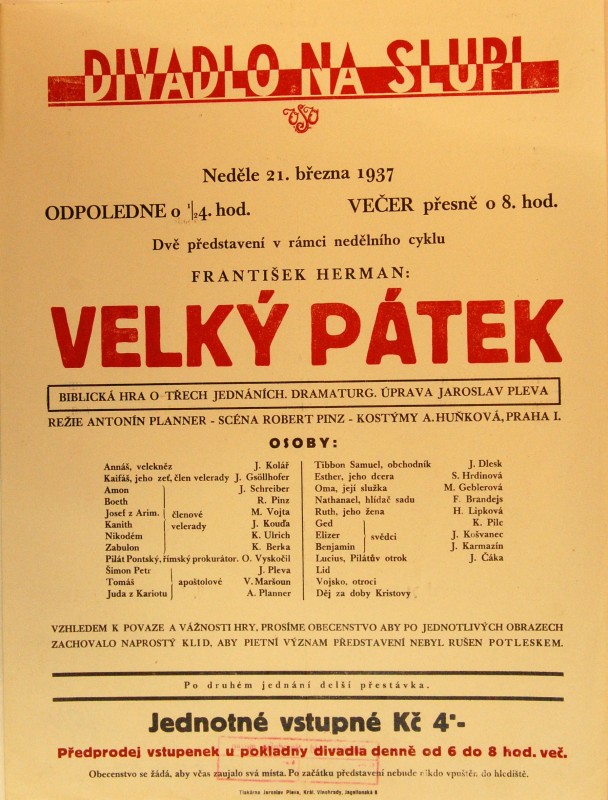 DIVADLO NA SLUPI
Neděle 21. března 1937
ODPOLEDNE o 1/24. hod. VEČER přesně o 8. hod.
Dvě představení v rámci nedělního cyklu
FRANTIŠEK HERMAN:
VELKÝ PÁTEK
BIBLICKÁ HRA O TŘECH JEDNÁNÍCH. DRAMATURG. ÚPRAVA JAROSLAV PLEVA
REŽIE ANTONÍN PLANNER - SCÉNA ROBERT PINZ - KOSTÝMY A. HUŇKOVÁ, PRAHA I.
OSOBY:
Annáš, velekněz J. Kolář
Kaifáš, jeho zeť, člen velerady J. Gsöllhofer
Amon J. Schreiber
Boeth R. Pinz
Josef z Arim. členové M. Vojta
Kanith velerady J. Kouďa
Nikodém K. Ulrich
Zabulon K. Berka
Pilát Pontský, římský prokurátor. O. Vyskočil
Šimon Petr J. Pleva
Tomáš apoštolové V. Maršoun
Juda z Kariotu A. Planner
Tibbon Samuel, obchodník J. Dlesk
Esther, jeho dcera S. Hrdinová
Oma, její služka M. Geblerová
Nathanael, hlídač sadu F. Brandejs
Ruth, jeho žena H. Lipková
Ged K. Pilc
Elizer svědci J. Košvanec
Benjamin J. Karmazín
Lucius, Pilátův otrok J. Čáka
Lid
Vojsko, otroci
Děj za doby Kristovy
VZHLEDEM K POVAZE A VÁŽNOSTI HRY, PROSÍME OBECENSTVO ABY PO JEDNOTLIVÝCH OBRAZECH
ZACHOVALO NAPROSTÝ KLID, ABY PIETNÍ VÝZNAM PŘEDSTAVENÍ NEBYL RUŠEN POTLESKEM.
Po druhém jednání delší přestávka.
Jednotné vstupné Kč 4·-
Předprodej vstupenek u pokladny divadla denně od 6 do 8 hod. več.
Obecenstvo se žádá, aby včas zaujalo svá místa. Po začátku představení nebude nikdo vpuštěn do hlediště.
Tiskárna Jaroslav Pleva, Král. Vinohrady, Jagellonská 8